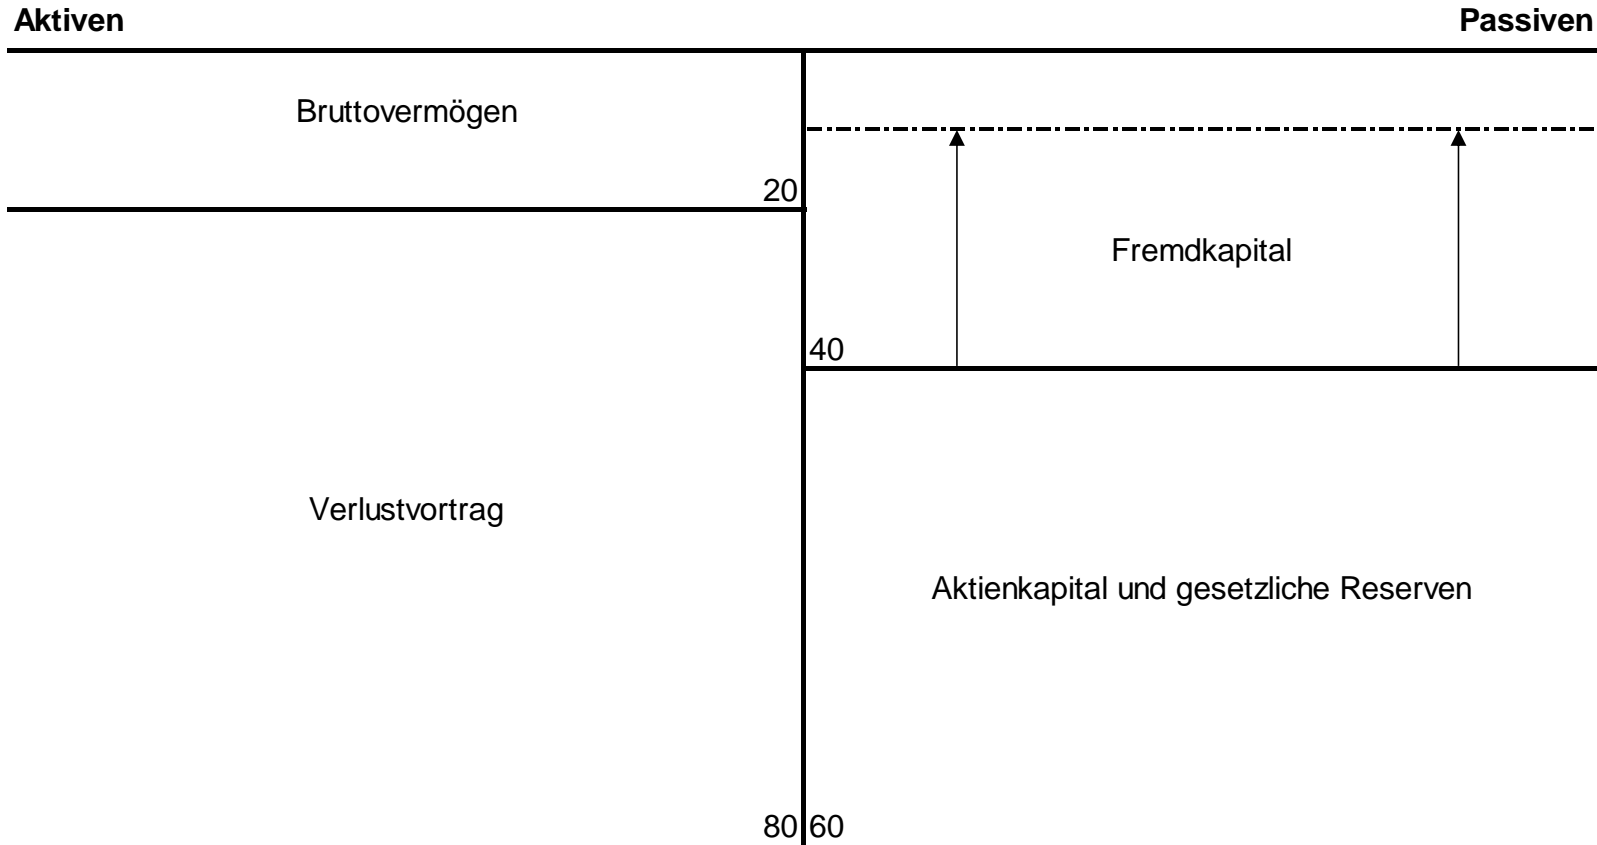 Aktiven
Passiven
Bruttovermögen
20
Fremdkapital
40
Verlustvortrag
Aktienkapital und gesetzliche Reserven
80
60